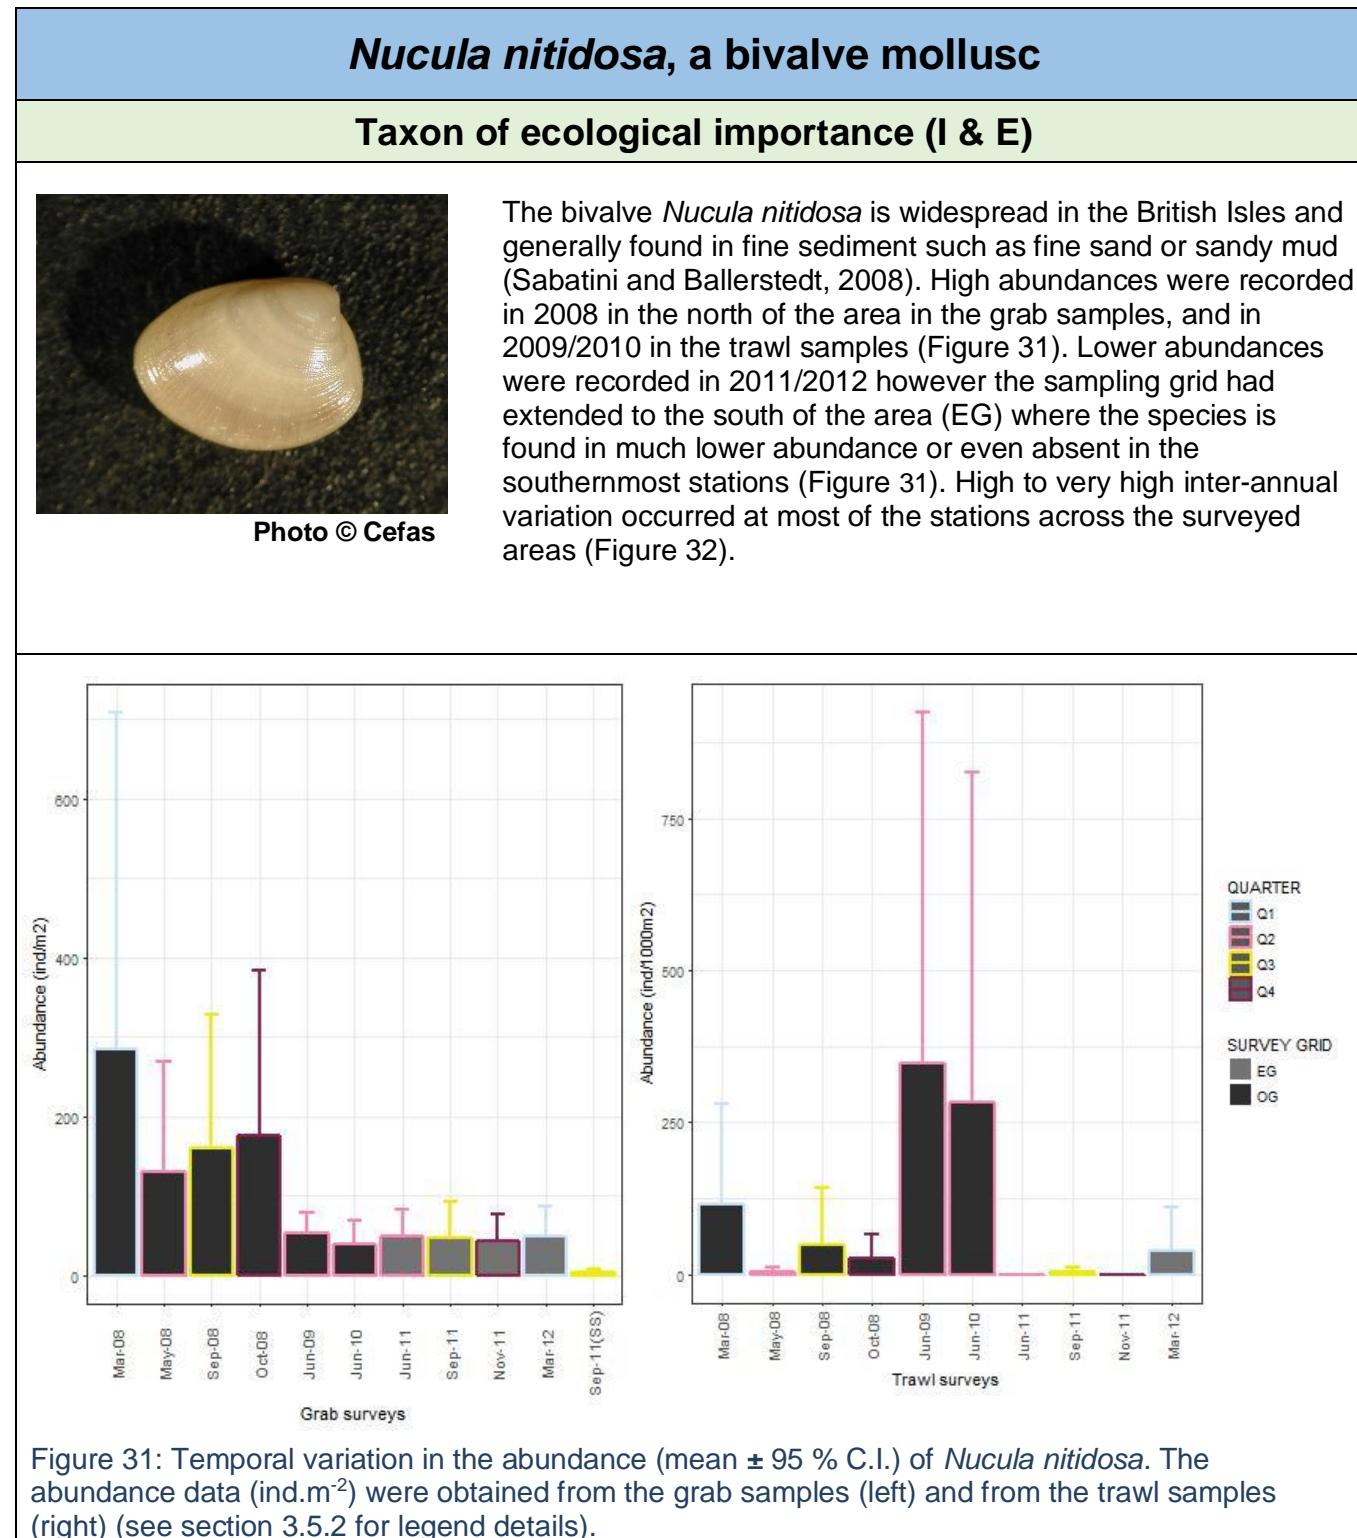 Nucula nitidosa, a bivalve mollusc
Taxon of ecological importance (I & E)
The bivalve Nucula nitidosa is widespread in the British Isles and
generally found in fine sediment such as fine sand or sandy mud
(Sabatini and Ballerstedt, 2008). High abundances were recorded
in 2008 in the north of the area in the grab samples, and in
2009/2010 in the trawl samples (Figure 31). Lower abundances
were recorded in 2011/2012 however the sampling grid had
extended to the south of the area (EG) where the species is
found in much lower abundance or even absent in the
southernmost stations (Figure 31). High to very high inter-annual
variation occurred at most of the stations across the surveyed
areas (Figure 32).
Photo © Cefas
Abundance (ind/m2)
600
400
200
0
Mar-08
May-08
Sep-08
Oct-08
Jun-09
Jun-10
Jun-11
Sep-11
Nov-11
Mar-12
Sep-11(SS)
Grab surveys
Abundance (ind/1000m2)
750
500
250
0
Mar-08
May-08
Sep-08
Oct-08
Jun-09
Jun-10
Jun-11
Sep-11
Nov-11
Mar-12
Trawl surveys
QUARTER
Q1
Q2
Q3
Q4
SURVEY GRID
EG
OG
Figure 31: Temporal variation in the abundance (mean ± 95 % C.I.) of Nucula nitidosa. The
abundance data (ind.m-2) were obtained from the grab samples (left) and from the trawl samples
(right) (see section 3.5.2 for legend details).